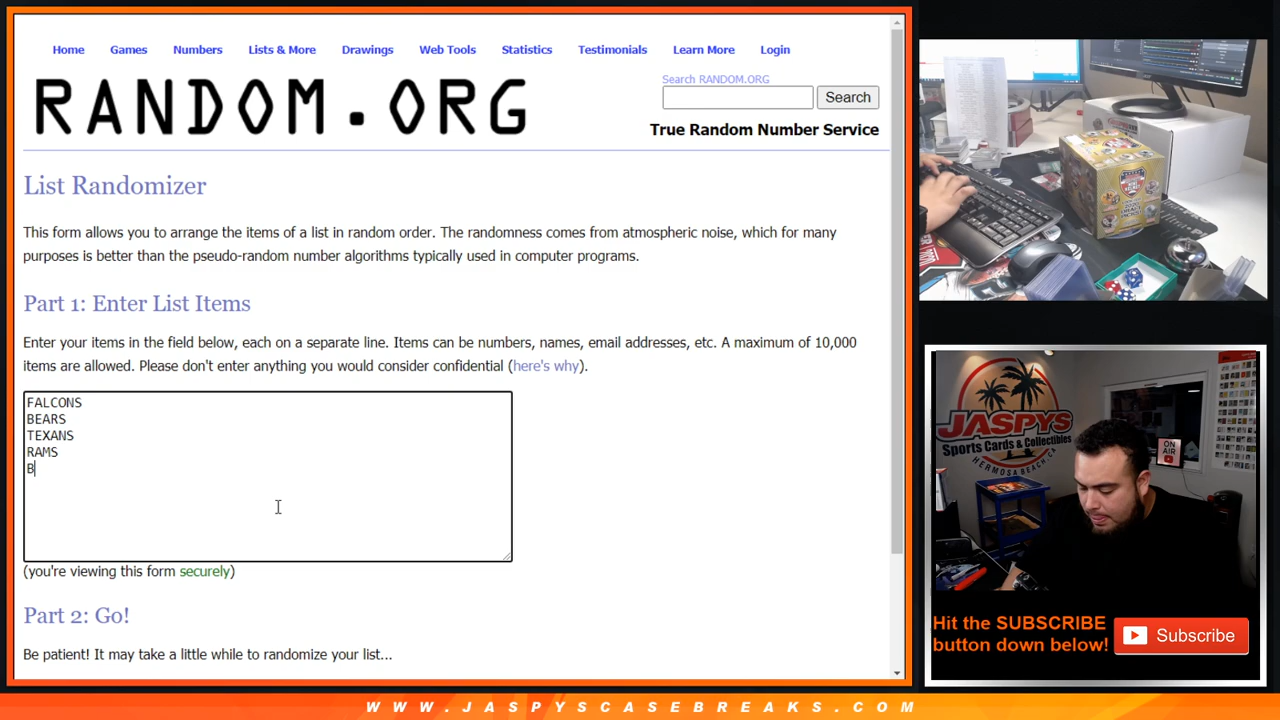 Home Games Numbers Lists & More Drawings Web Tools Statistics Testimonials Learn More Login
RANDOM.ORG
Search RANDOM.ORG
Search
True Random Number Service
List Randomizer
This form allows you to arrange the items of a list in random order. The randomness comes from atmospheric noise, which for many
purposes is better than the pseudo-random number algorithms typically used in computer programs.
Part 1: Enter List Items
Enter your items in the field below, each on a separate line. Items can be numbers, names, email addresses, etc. A maximum of 10,000
items are allowed. Please don't enter anything you would consider confidential (here's why).
FALCONS
BEARS
TEXANS
RAMS
B
(you're viewing this form securely)
Part 2: Go!
Be patient! It may take a little while to randomize your list...
JASPYS
Sports Cards & Collectibles
HERMOSA BEACH, CA
ON AIR
Hit the SUBSCRIBE
button down below!
Subscribe
WWW.JASPYSCASEBREAKS.COM